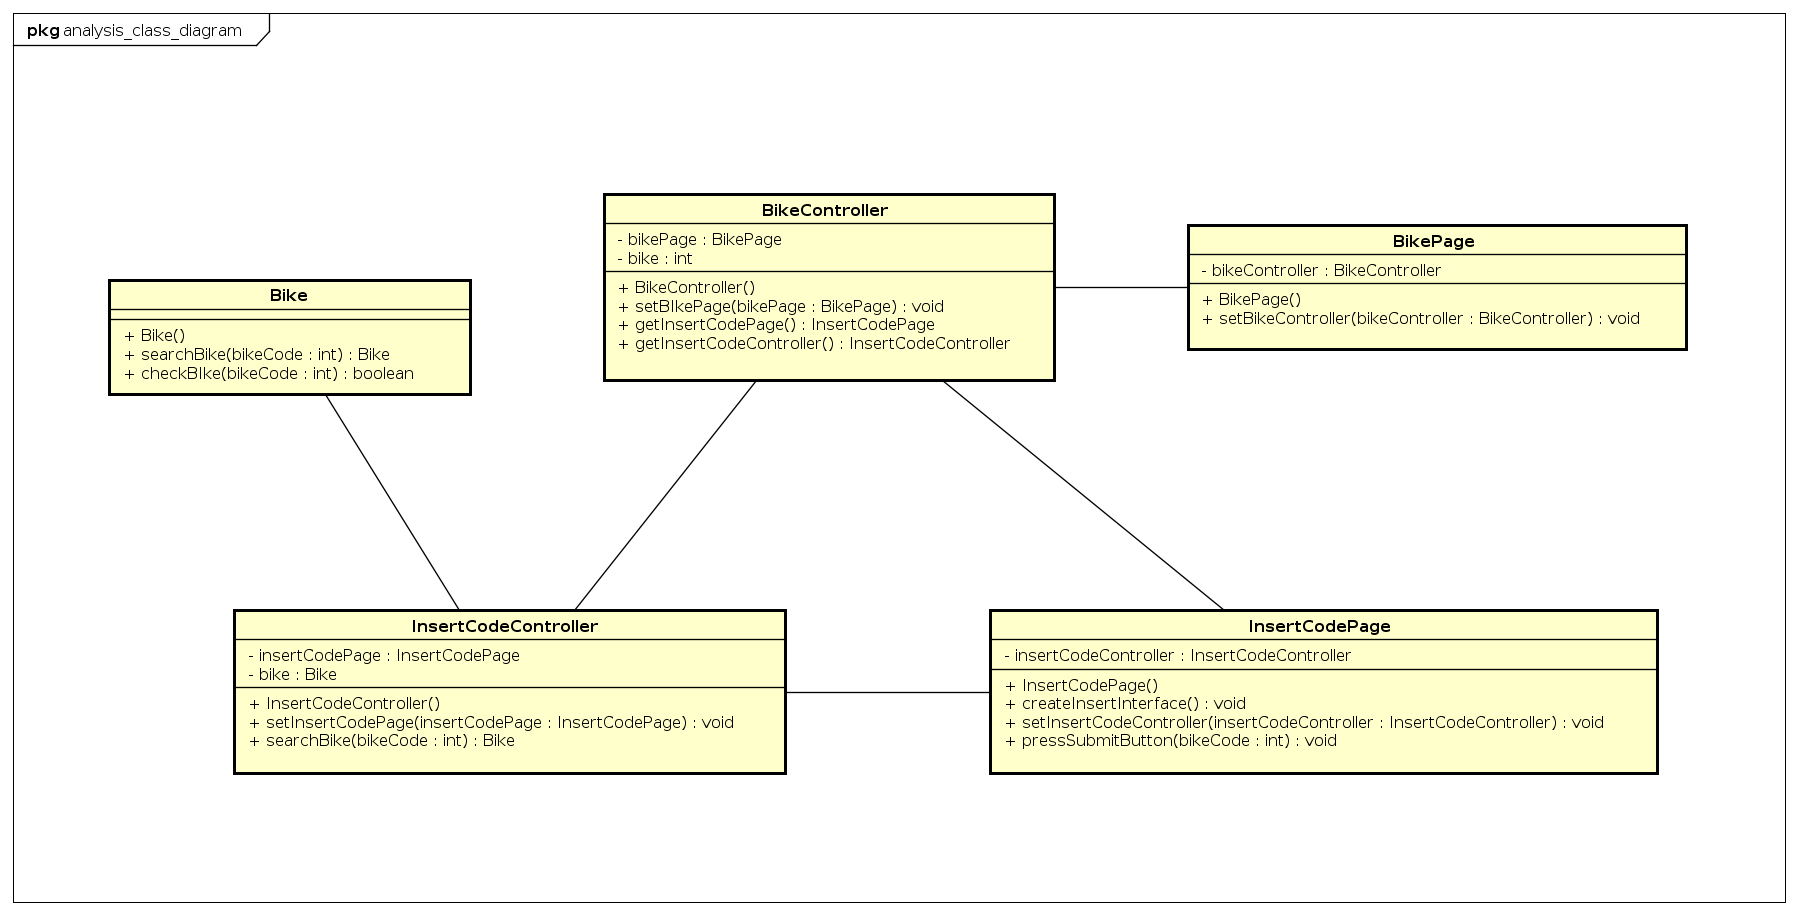 pkg analysis_class_diagram
BikeController
- bikePage : BikePage
- bike : int
+ BikeController()
+ setBIkePage(bikePage : BikePage) : void
+ getInsertCodePage() : InsertCodePage
+ getInsertCodeController() : InsertCodeController
BikePage
- bikeController : BikeController
+ BikePage()
+ setBikeController(bikeController : BikeController) : void
Bike
+ Bike()
+ searchBike(bikeCode : int) : Bike
+ checkBIke(bikeCode : int) : boolean
InsertCodeController
- insertCodePage : InsertCodePage
- bike : Bike
+ InsertCodeController()
+ setInsertCodePage(insertCodePage : InsertCodePage) : void
+ searchBike(bikeCode : int) : Bike
InsertCodePage
- insertCodeController : InsertCodeController
+ InsertCodePage()
+ createInsertInterface() : void
+ setInsertCodeController(insertCodeController : InsertCodeController) : void
+ pressSubmitButton(bikeCode : int) : void